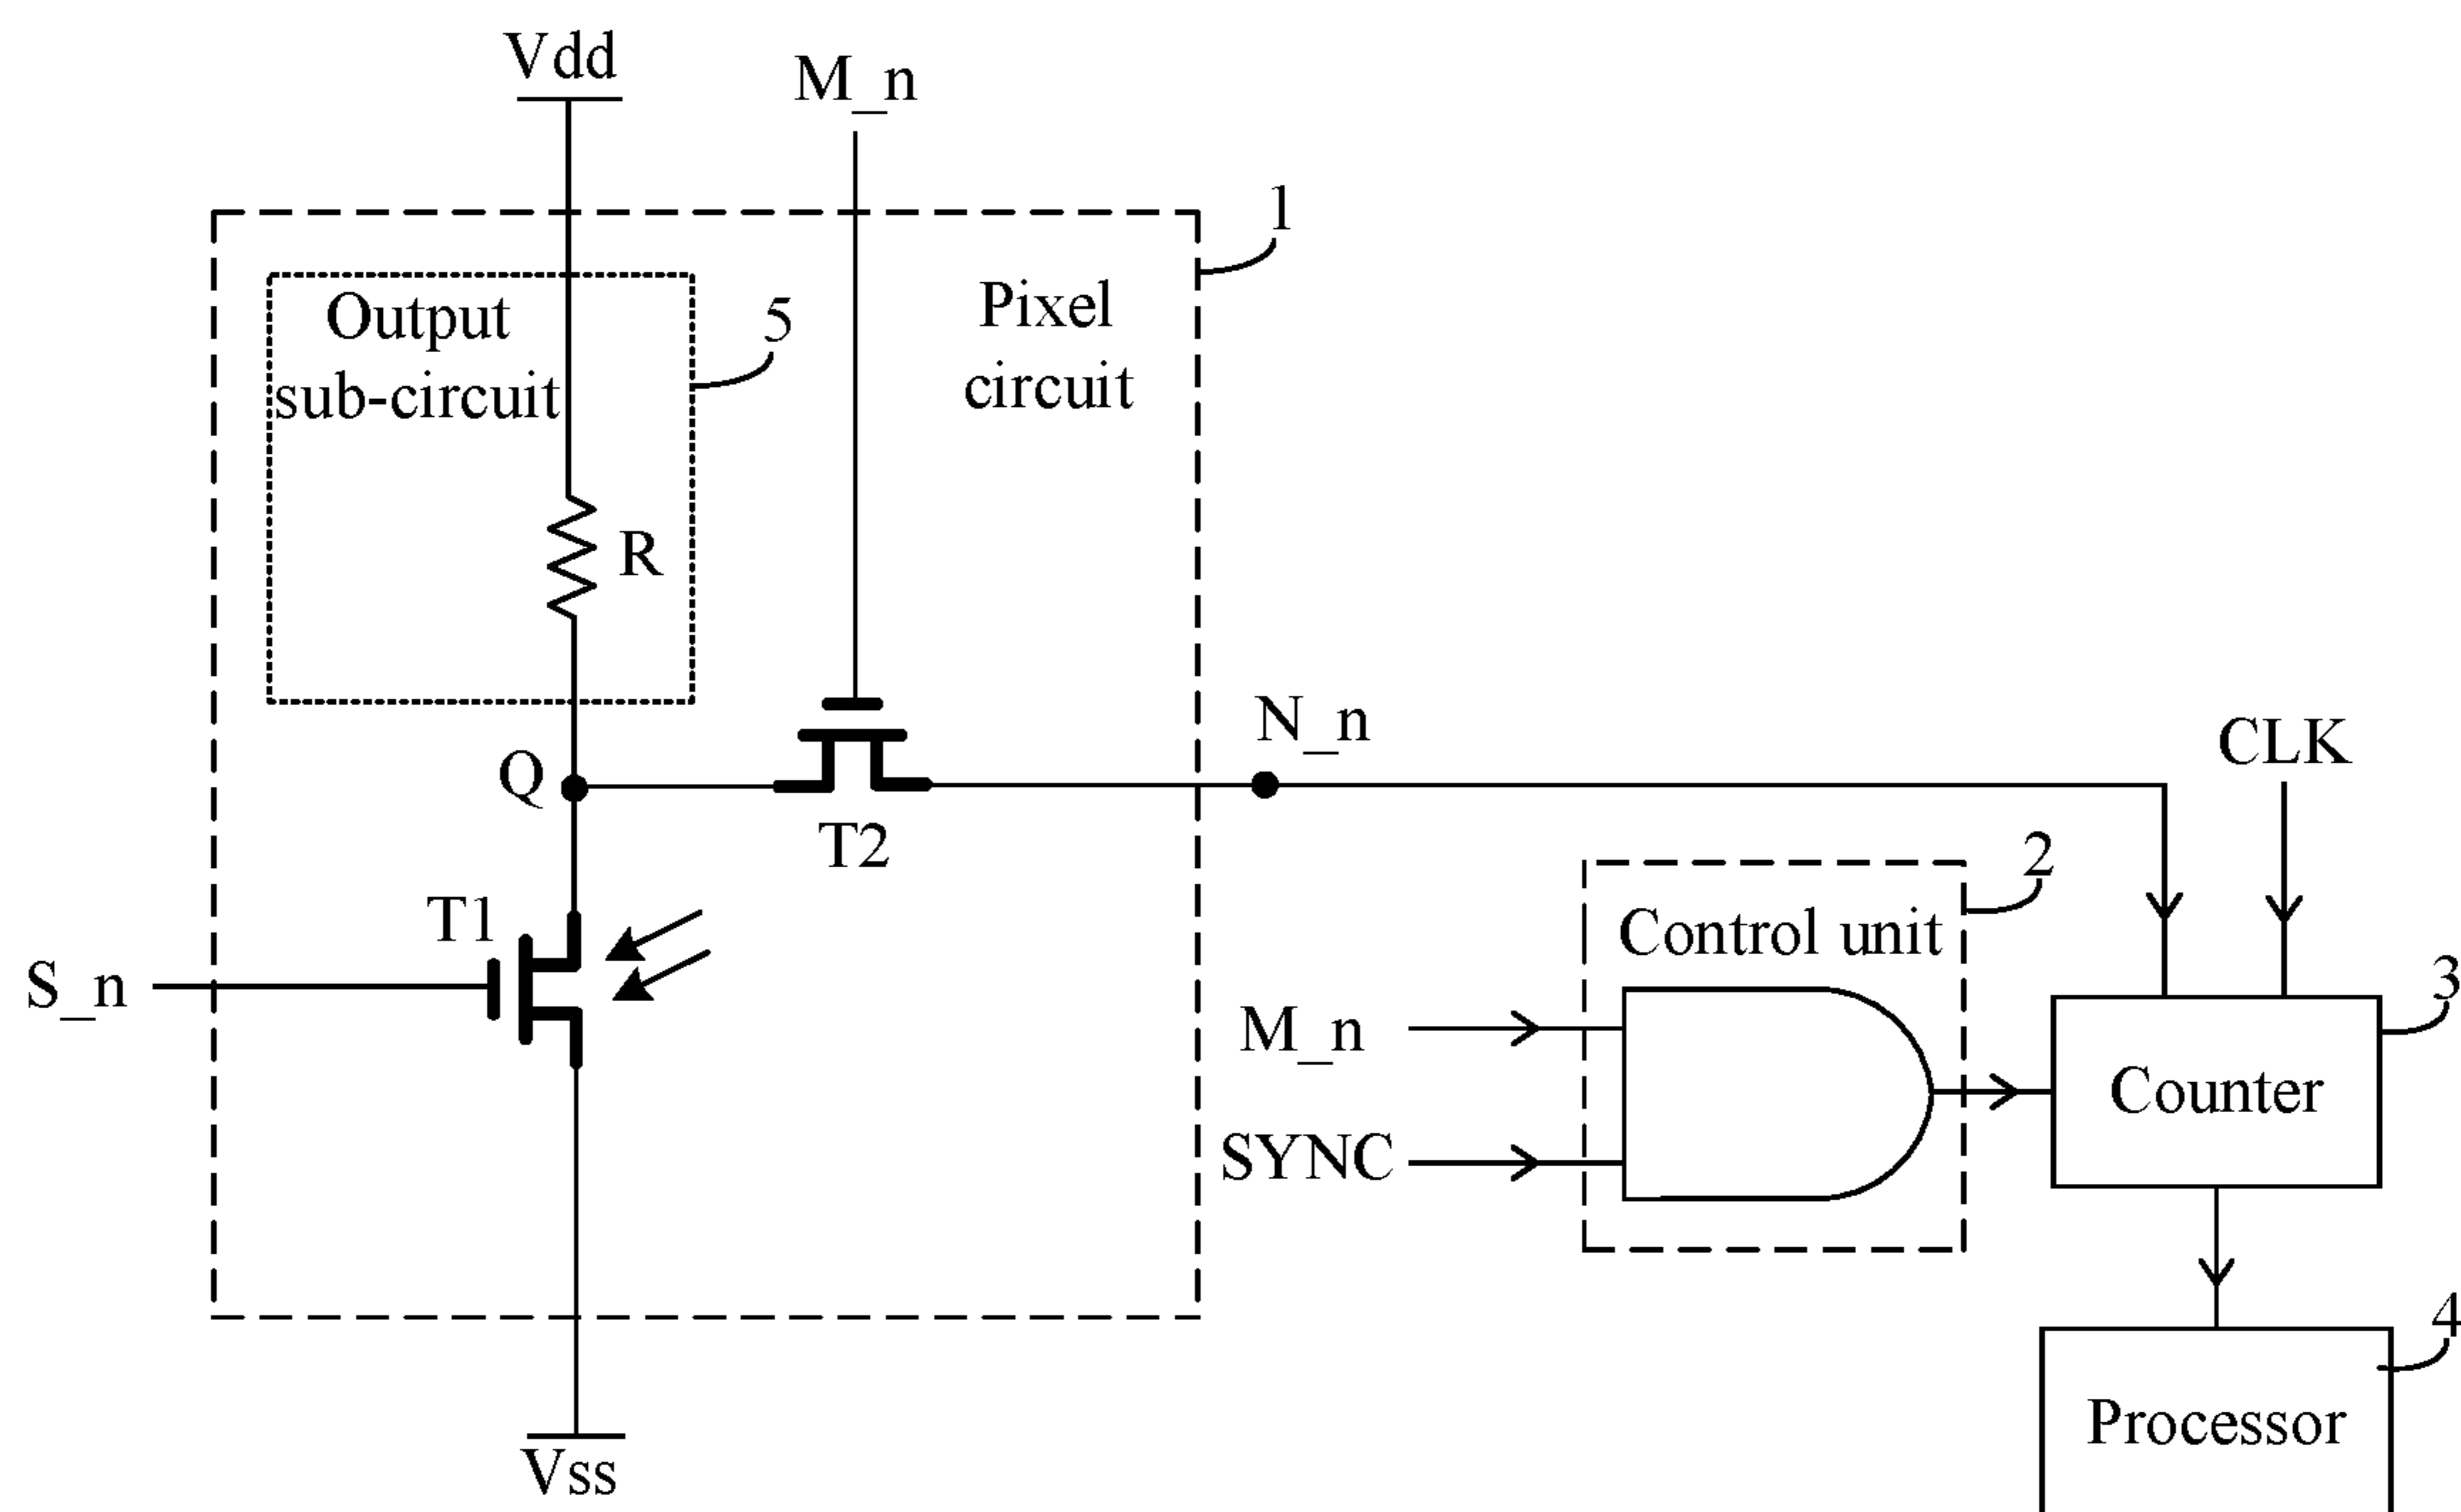 Vdd
M_n
1
Output
sub-circuit
5
Pixel
circuit
R
N_n
CLK
Q
T2
2
T1
Control unit
S_n
3
M_n
Counter
SYNC
4
Processor
Vss